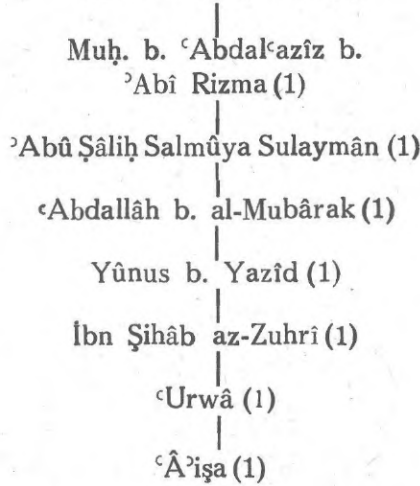 Muḥ. b. ʿAbdalʿazîz b.
ʾAbî Rizma (1)
ʾAbû Ṣâliḥ Salmûya Sulaymân (1)
ʿAbdallâh b. al-Mubârak (1)
Yûnus b. Yazîd (1)
İbn Şihâb az-Zuhrî (1)
ʿUrwâ (1)
ʿÂʾişa (1)